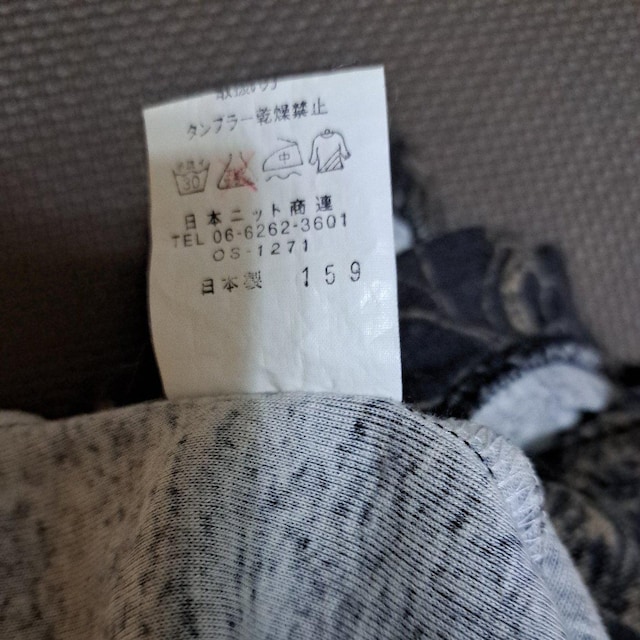 タンブラー乾燥禁止
30 中
日本ニット商連
TEL 06-6262-3601
OS-1271
日本製 159